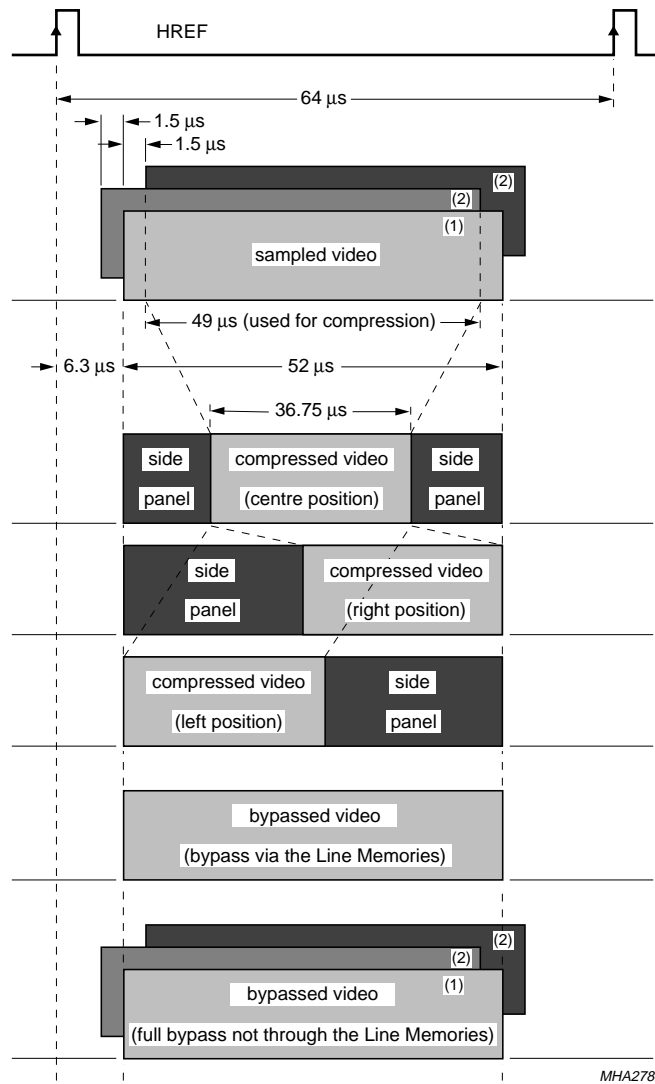 HREF
64 µs
1.5 µs
1.5 µs
(2)
(2)
(1)
sampled video
49 µs (used for compression)
6.3 µs
52 µs
36.75 µs
side
panel
compressed video
(centre position)
side
panel
side
panel
compressed video
(right position)
compressed video
(left position)
side
panel
bypassed video
(bypass via the Line Memories)
(2)
(2)
(1)
bypassed video
(full bypass not through the Line Memories)
MHA278